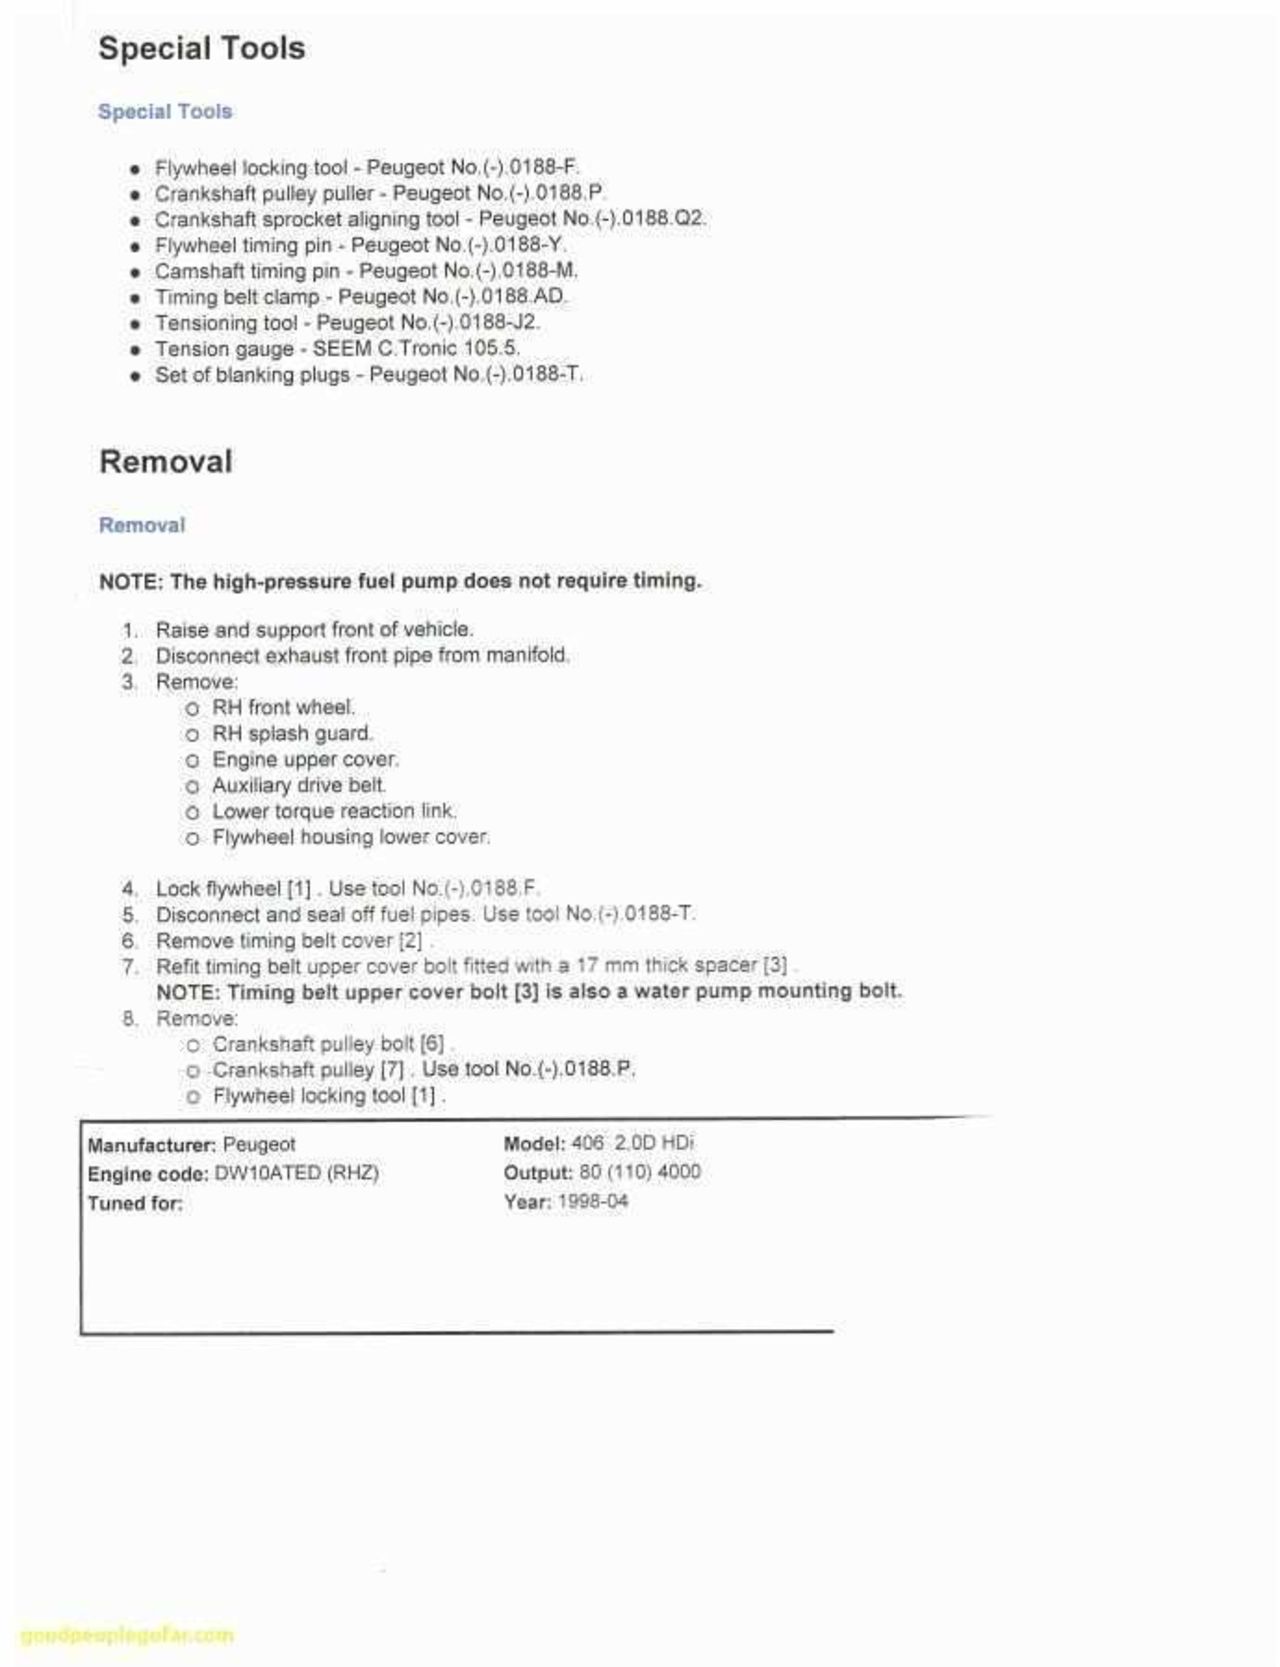 Special Tools
Special Tools
● Flywheel locking tool - Peugeot No.(-).0188-F.
● Crankshaft pulley puller - Peugeot No.(-).0188.P.
● Crankshaft sprocket aligning tool - Peugeot No.(-).0188.Q2.
● Flywheel timing pin - Peugeot No.(-).0188-Y.
● Camshaft timing pin - Peugeot No.(-).0188-M.
● Timing belt clamp - Peugeot No.(-).0188.AD.
● Tensioning tool - Peugeot No.(-).0188-J2.
● Tension gauge - SEEM C.Tronic 105.5.
● Set of blanking plugs - Peugeot No.(-).0188-T.
Removal
Removal
NOTE: The high-pressure fuel pump does not require timing.
1. Raise and support front of vehicle.
2. Disconnect exhaust front pipe from manifold.
3. Remove:
○ RH front wheel.
○ RH splash guard.
○ Engine upper cover.
○ Auxiliary drive belt.
○ Lower torque reaction link.
○ Flywheel housing lower cover.
4. Lock flywheel [1] . Use tool No.(-).0188.F.
5. Disconnect and seal off fuel pipes. Use tool No.(-).0188-T.
6. Remove timing belt cover [2] .
7. Refit timing belt upper cover bolt fitted with a 17 mm thick spacer [3] .
NOTE: Timing belt upper cover bolt [3] is also a water pump mounting bolt.
8. Remove:
○ Crankshaft pulley bolt [6] .
○ Crankshaft pulley [7] . Use tool No.(-).0188.P.
○ Flywheel locking tool [1] .
Manufacturer: Peugeot Model: 406 2.0D HDi
Engine code: DW10ATED (RHZ) Output: 80 (110) 4000
Tuned for: Year: 1998-04
goodpeoplegofar.com